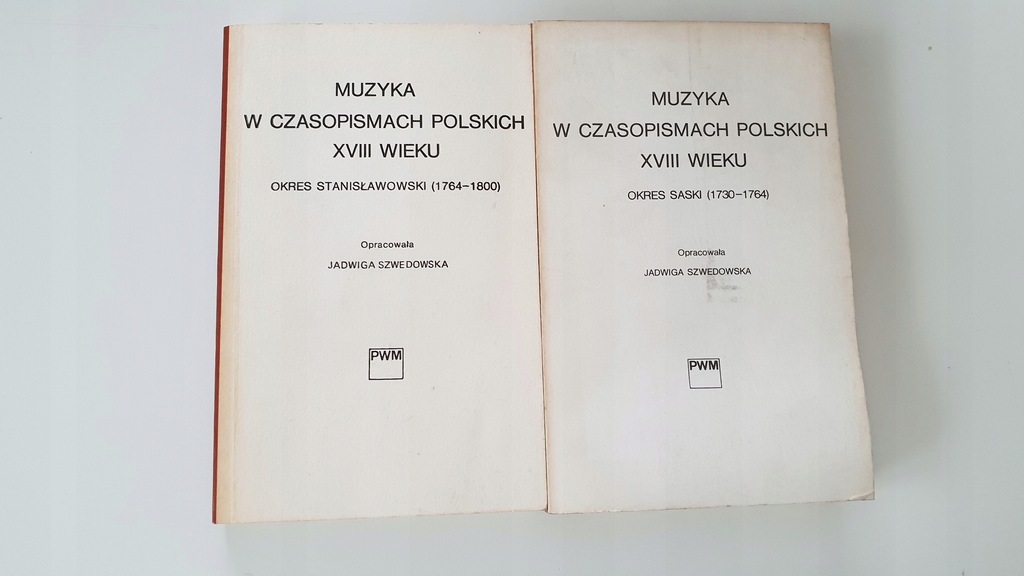 MUZYKA
W CZASOPISMACH POLSKICH
XVIII WIEKU
OKRES STANISŁAWOWSKI (1764–1800)
Opracowała
JADWIGA SZWEDOWSKA
PWM
MUZYKA
W CZASOPISMACH POLSKICH
XVIII WIEKU
OKRES SASKI (1730–1764)
Opracowała
JADWIGA SZWEDOWSKA
PWM